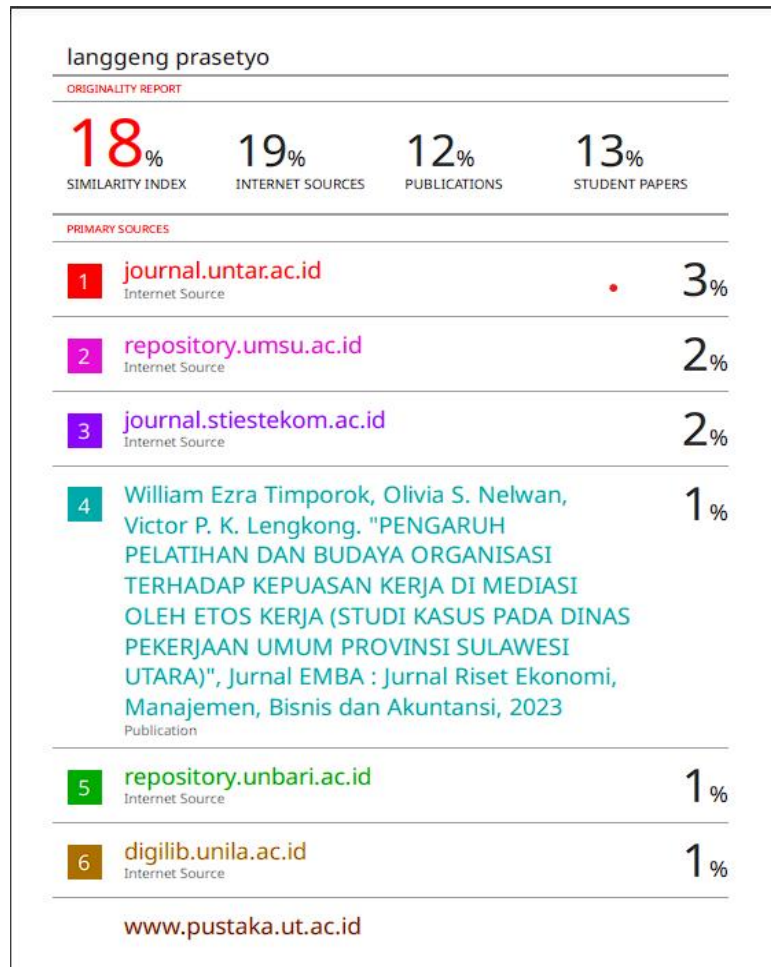 langgeng prasetyo
ORIGINALITY REPORT
18%
SIMILARITY INDEX
19%
INTERNET SOURCES
12%
PUBLICATIONS
13%
STUDENT PAPERS
PRIMARY SOURCES
1
journal.untar.ac.id
Internet Source
3%
2
repository.umsu.ac.id
Internet Source
2%
3
journal.stiestekom.ac.id
Internet Source
2%
4
William Ezra Timporok, Olivia S. Nelwan,
Victor P. K. Lengkong. "PENGARUH
PELATIHAN DAN BUDAYA ORGANISASI
TERHADAP KEPUASAN KERJA DI MEDIASI
OLEH ETOS KERJA (STUDI KASUS PADA DINAS
PEKERJAAN UMUM PROVINSI SULAWESI
UTARA)", Jurnal EMBA : Jurnal Riset Ekonomi,
Manajemen, Bisnis dan Akuntansi, 2023
Publication
1%
5
repository.unbari.ac.id
Internet Source
1%
6
digilib.unila.ac.id
Internet Source
1%
www.pustaka.ut.ac.id